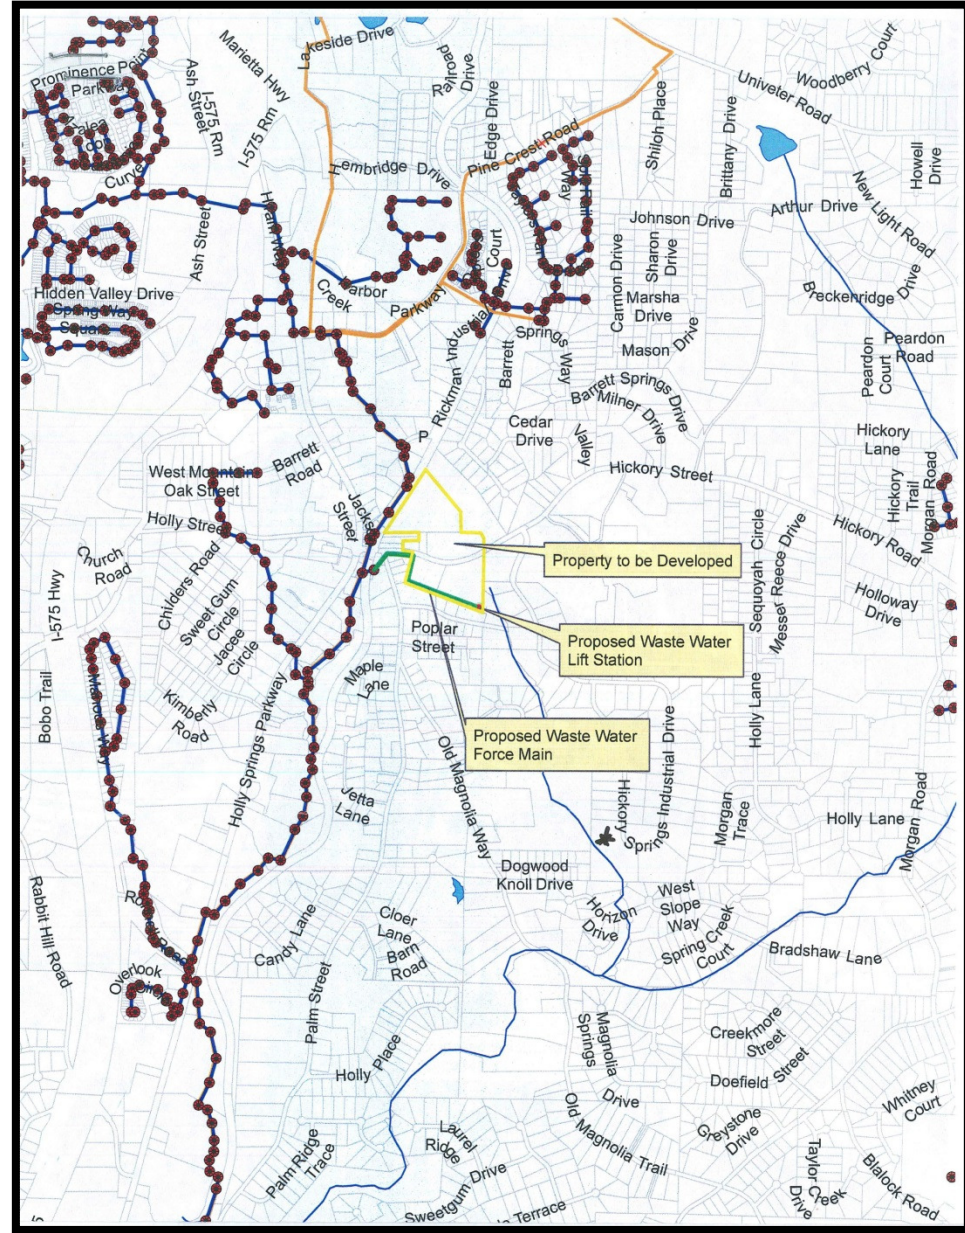 Lakeside Drive
Marietta Hwy
Railroad
Drive
Woodberry Court
Prominence Point
Parkway
Ash
Street
I-575 Rm
I-575 Rm
Edge Drive
Pine Crest Road
Shiloh Place
Univeter Road
Brittany Drive
Howell
Drive
Curve
Hembridge Drive
Way
Arthur Drive
New Light Road
Ash Street
Johnson Drive
Court
Carmon Drive
Sharon
Drive
Hidden Valley Drive
Spring Way
Square
Harbor
Creek
Parkway
Rickman Industrial Drive
Marsha
Drive
Breckenridge Drive
Barrett
Springs Way
Mason Drive
Peardon
Court
Peardon
Road
Barrett Springs Drive
Milner Drive
Cedar
Drive
Valley
P
Hickory
Lane
West Mountain
Oak Street
Barrett
Road
Hickory Street
Hickory
Trail
Morgan Road
Holly Street
Hickory Road
Church
Road
Childers Road
Sequoyah Circle
Messer Reece Drive
Property to be Developed
I-575 Hwy
Sweet Gum
Circle
Jacee
Circle
Holloway
Drive
Poplar
Street
Proposed Waste Water
Lift Station
Maple
Lane
Bobo Trail
Kimberly
Road
Holly Springs Parkway
Holly Lane
Proposed Waste Water
Force Main
Old Magnolia Way
Hickory
Springs Industrial Drive
Jetta
Lane
Morgan
Trace
Holly Lane
Morgan Road
Dogwood
Knoll Drive
Rabbit Hill Road
Horizon
Drive
West
Slope
Way
Spring Creek
Court
Candy Lane
Cloer
Lane
Barn
Road
Bradshaw Lane
Overlook
Palm Street
Magnolia
Springs
Drive
Creekmore
Street
Holly Place
Doefield Street
Whitney
Court
Laurel
Ridge
Old Magnolia Trail
Greystone
Drive
Palm Ridge
Trace
Taylor Creek
Drive
Blalock Road
Sweetgum Drive
Terrace